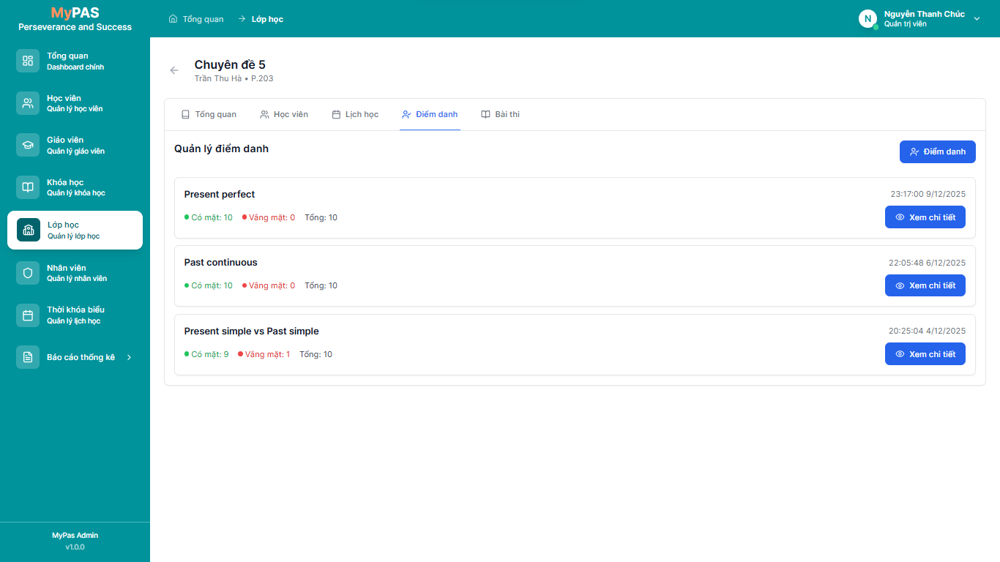 MyPAS
Perseverance and Success
Tổng quan
Dashboard chính
Học viên
Quản lý học viên
Giáo viên
Quản lý giáo viên
Khóa học
Quản lý khóa học
Lớp học
Quản lý lớp học
Nhân viên
Quản lý nhân viên
Thời khóa biểu
Quản lý lịch học
Báo cáo thống kê
MyPas Admin
v1.0.0
Tổng quan Lớp học
N
Nguyễn Thanh Chúc
Quản trị viên
Chuyên đề 5
Trần Thu Hà • P.203
Tổng quan Học viên Lịch học Điểm danh Bài thi
Quản lý điểm danh
Điểm danh
Present perfect
23:17:00 9/12/2025
Có mặt: 10 Vắng mặt: 0 Tổng: 10
Xem chi tiết
Past continuous
22:05:48 6/12/2025
Có mặt: 10 Vắng mặt: 0 Tổng: 10
Xem chi tiết
Present simple vs Past simple
20:25:04 4/12/2025
Có mặt: 9 Vắng mặt: 1 Tổng: 10
Xem chi tiết